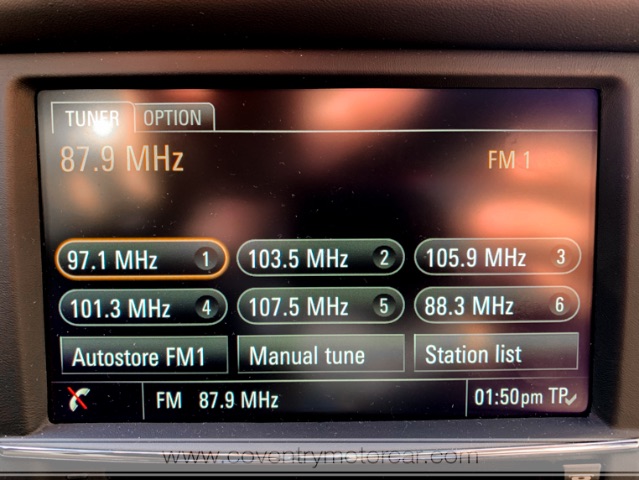 TUNER OPTION
87.9 MHz FM 1
97.1 MHz 1 103.5 MHz 2 105.9 MHz 3
101.3 MHz 4 107.5 MHz 5 88.3 MHz 6
Autostore FM1 Manual tune Station list
FM 87.9 MHz 01:50pm TP
www.coventrymotorcar.com